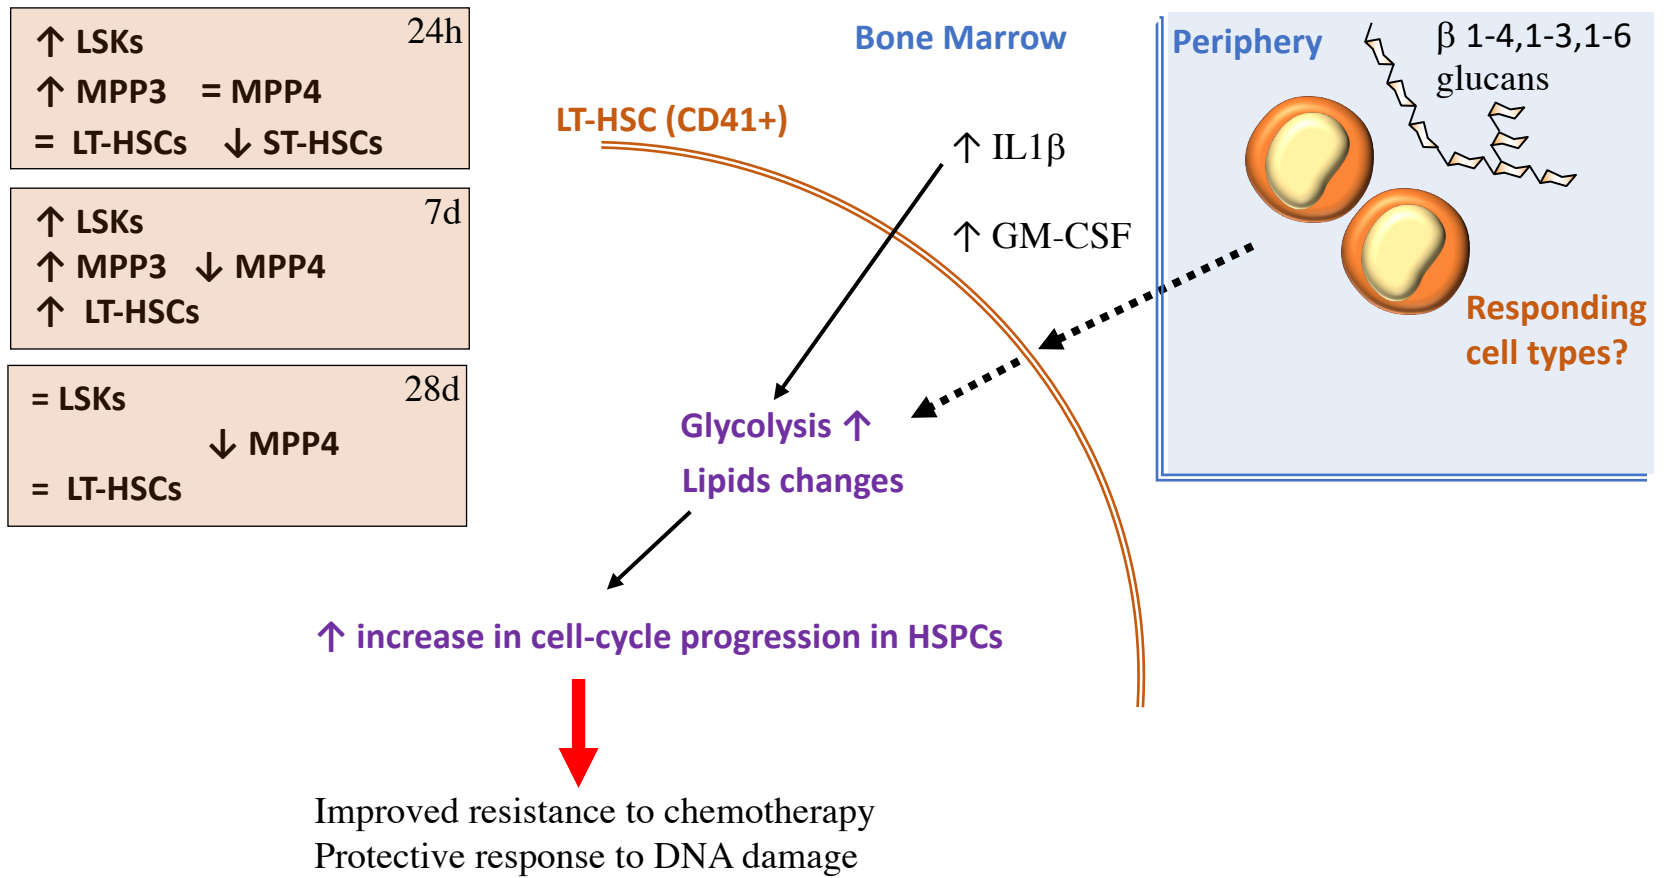 24h
↑ LSKs
↑ MPP3 = MPP4
= LT-HSCs ↓ ST-HSCs
7d
↑ LSKs
↑ MPP3 ↓ MPP4
↑ LT-HSCs
28d
= LSKs
↓ MPP4
= LT-HSCs
Bone Marrow
LT-HSC (CD41+)
↑ IL1β
↑ GM-CSF
Periphery
β 1-4,1-3,1-6
glucans
Responding
cell types?
Glycolysis ↑
Lipids changes
↑ increase in cell-cycle progression in HSPCs
Improved resistance to chemotherapy
Protective response to DNA damage